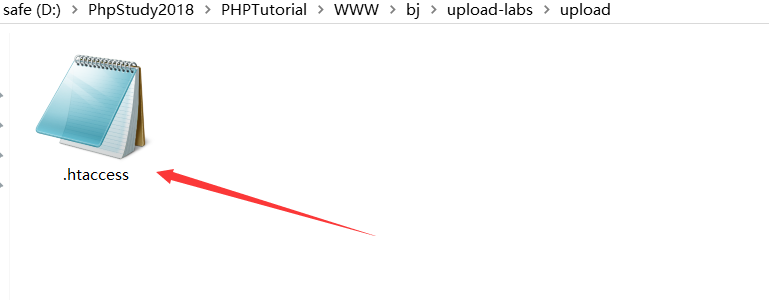 safe (D:) > PhpStudy2018 > PHPTutorial > WWW > bj > upload-labs > upload
.htaccess